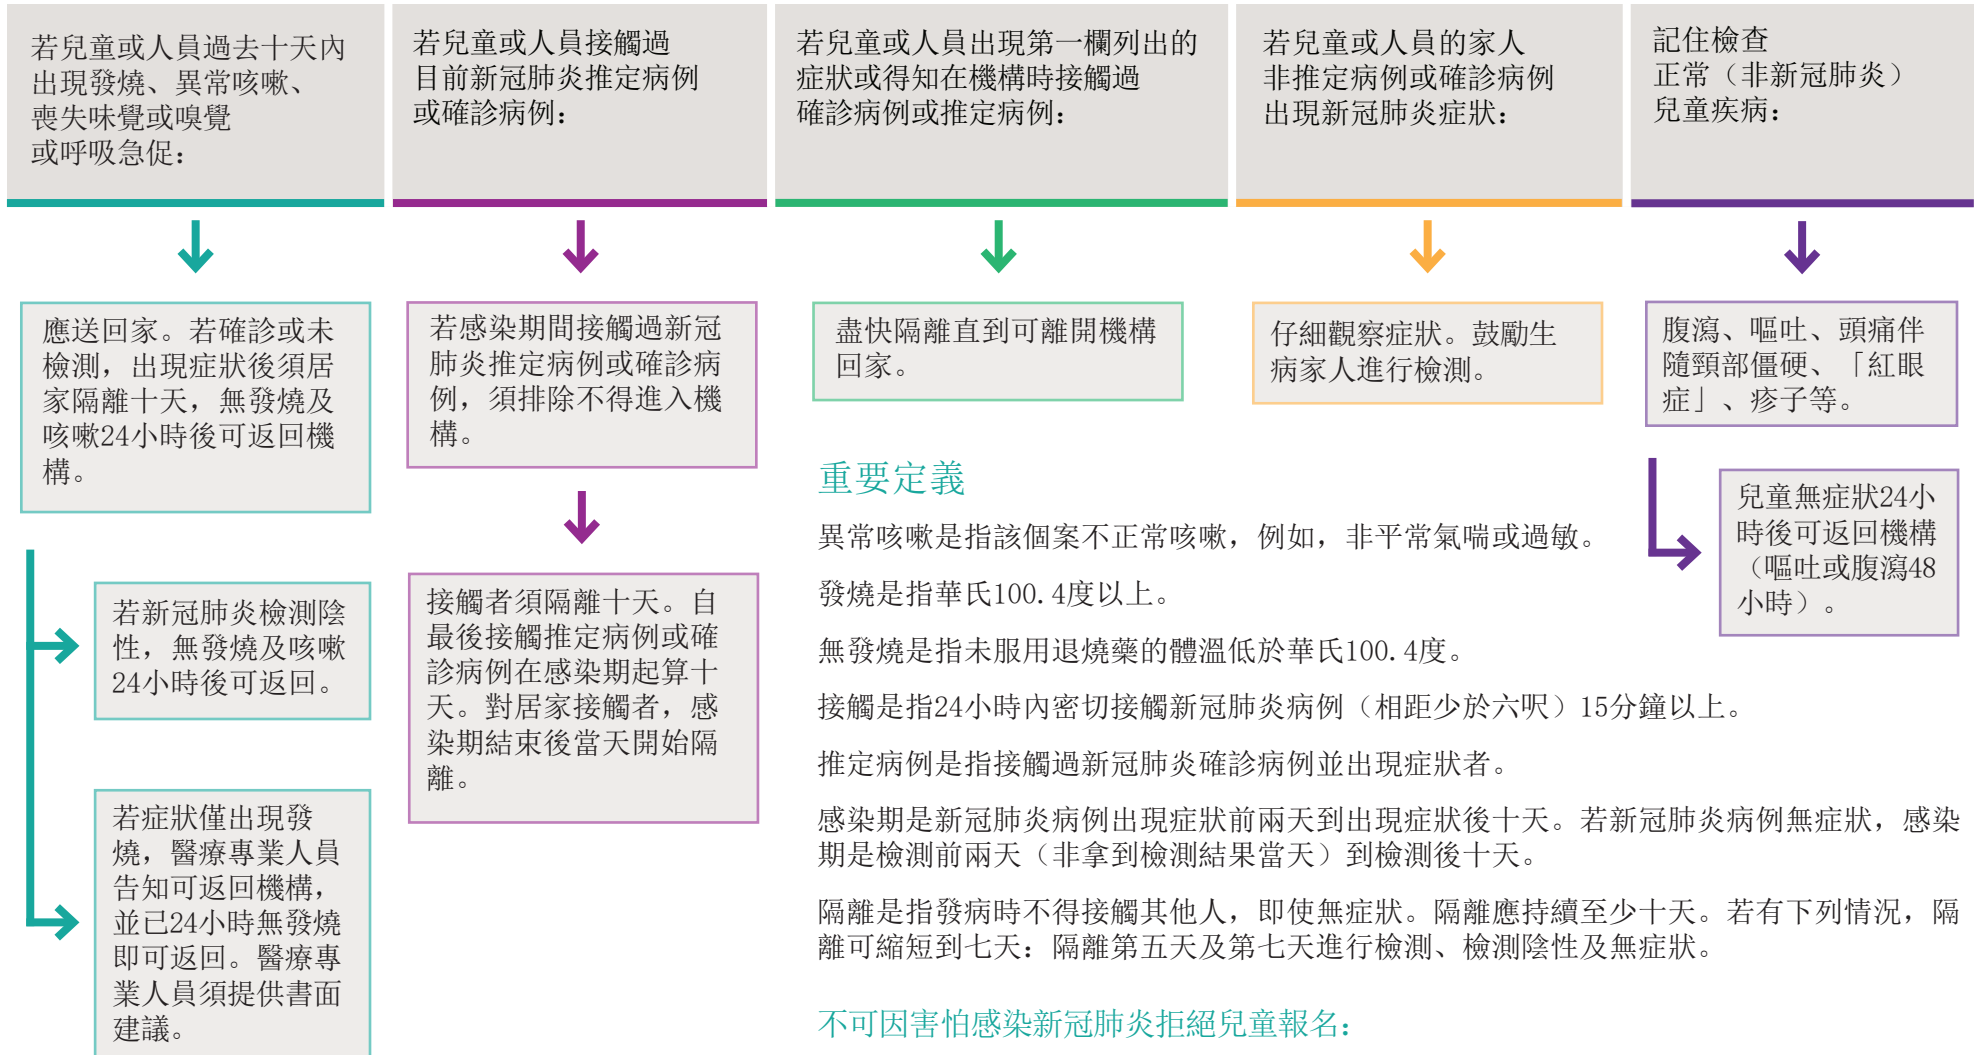 若兒童或人員過去十天內
出現發燒、異常咳嗽、
喪失味覺或嗅覺
或呼吸急促：
若兒童或人員接觸過
目前新冠肺炎推定病例
或確診病例：
若兒童或人員出現第一欄列出的
症狀或得知在機構時接觸過
確診病例或推定病例：
若兒童或人員的家人
非推定病例或確診病例
出現新冠肺炎症狀：
記住檢查
正常（非新冠肺炎）
兒童疾病：
應送回家。若確診或未
檢測，出現症狀後須居
家隔離十天，無發燒及
咳嗽24小時後可返回機
構。
若新冠肺炎檢測陰
性，無發燒及咳嗽
24小時後可返回。
若症狀僅出現發
燒，醫療專業人員
告知可返回機構，
並已24小時無發燒
即可返回。醫療專
業人員須提供書面
建議。
若感染期間接觸過新冠
肺炎推定病例或確診病
例，須排除不得進入機
構。
接觸者須隔離十天。自
最後接觸推定病例或確
診病例在感染期起算十
天。對居家接觸者，感
染期結束後當天開始隔
離。
盡快隔離直到可離開機構
回家。
仔細觀察症狀。鼓勵生
病家人進行檢測。
腹瀉、嘔吐、頭痛伴
隨頸部僵硬、「紅眼
症」、疹子等。
兒童無症狀24小
時後可返回機構
（嘔吐或腹瀉48
小時）。
重要定義
異常咳嗽是指該個案不正常咳嗽，例如，非平常氣喘或過敏。
發燒是指華氏100.4度以上。
無發燒是指未服用退燒藥的體溫低於華氏100.4度。
接觸是指24小時內密切接觸新冠肺炎病例（相距少於六呎）15分鐘以上。
推定病例是指接觸過新冠肺炎確診病例並出現症狀者。
感染期是新冠肺炎病例出現症狀前兩天到出現症狀後十天。若新冠肺炎病例無症狀，感染
期是檢測前兩天（非拿到檢測結果當天）到檢測後十天。
隔離是指發病時不得接觸其他人，即使無症狀。隔離應持續至少十天。若有下列情況，隔
離可縮短到七天：隔離第五天及第七天進行檢測、檢測陰性及無症狀。
不可因害怕感染新冠肺炎拒絕兒童報名：